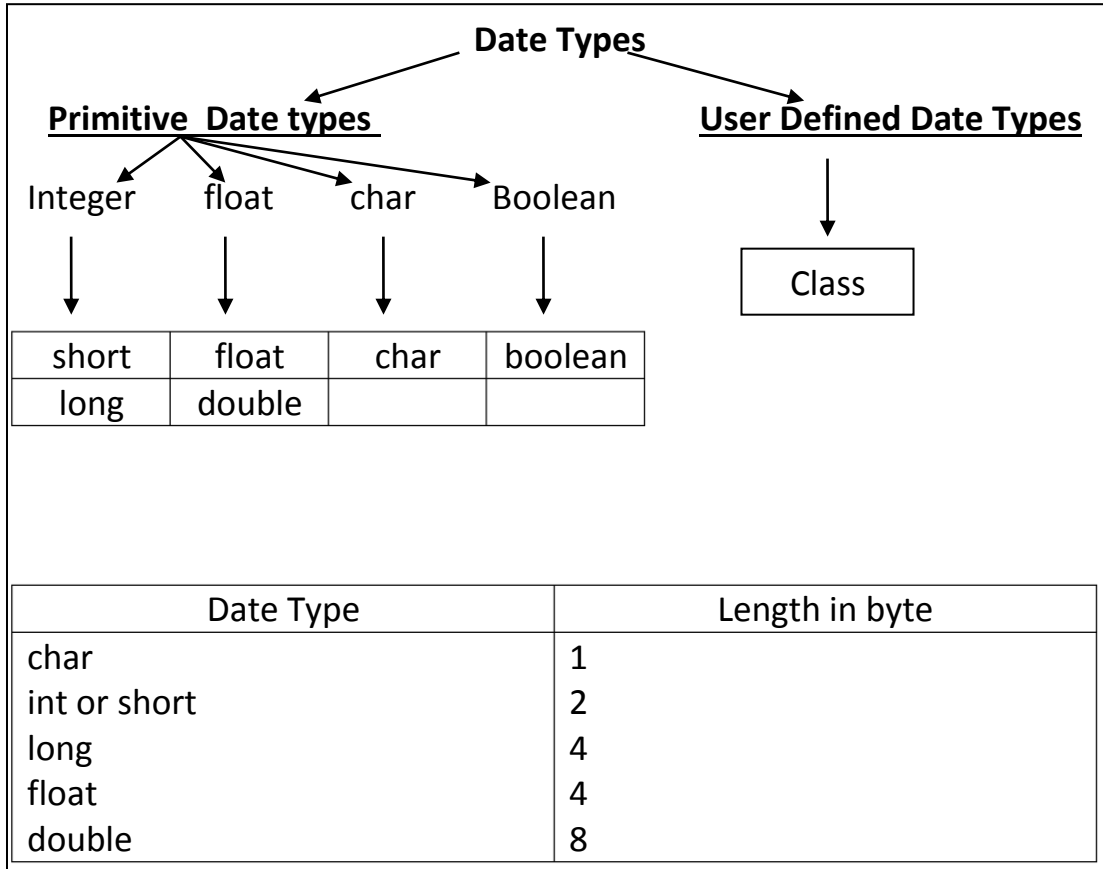 Date Types
Primitive Date types User Defined Date Types
Integer float char Boolean
Class
short float char boolean
long double
Date Type Length in byte
char 1
int or short 2
long 4
float 4
double 8